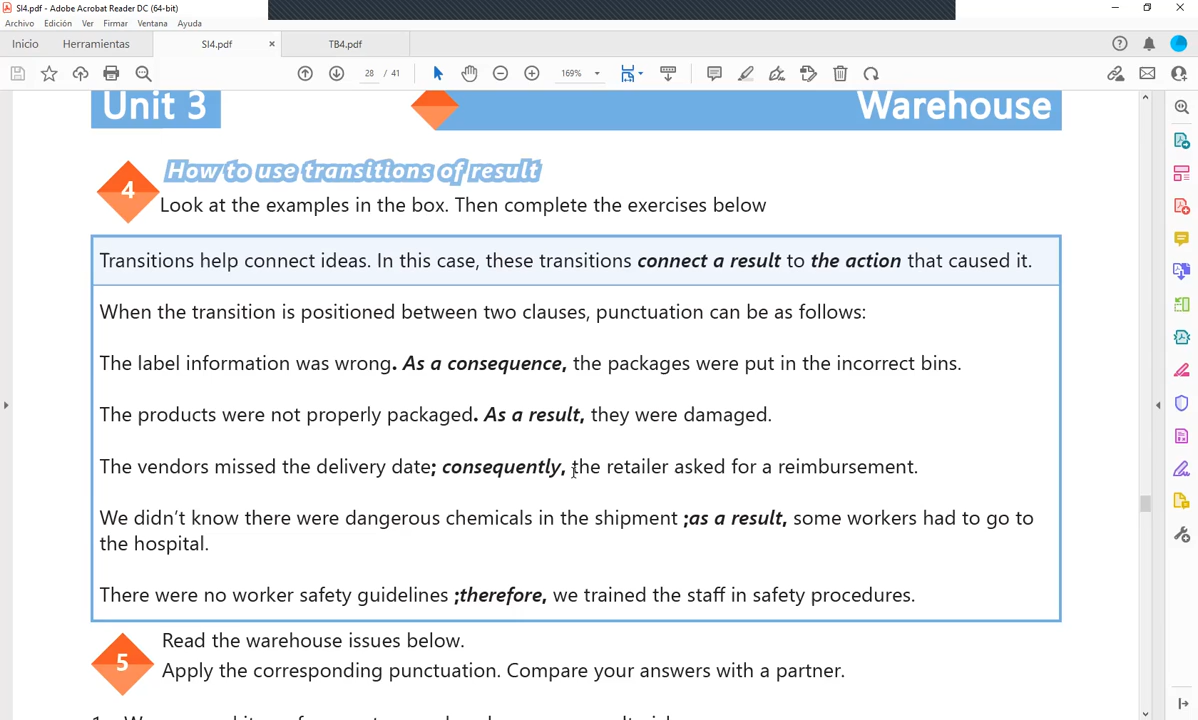 SI4.pdf - Adobe Acrobat Reader DC (64-bit)
Archivo Edición Ver Firmar Ventana Ayuda
Inicio Herramientas SI4.pdf × TB4.pdf
28 / 41 169%
Unit 3 Warehouse
4 How to use transitions of result
Look at the examples in the box. Then complete the exercises below
Transitions help connect ideas. In this case, these transitions connect a result to the action that caused it.
When the transition is positioned between two clauses, punctuation can be as follows:
The label information was wrong. As a consequence, the packages were put in the incorrect bins.
The products were not properly packaged. As a result, they were damaged.
The vendors missed the delivery date; consequently, the retailer asked for a reimbursement.
We didn't know there were dangerous chemicals in the shipment ;as a result, some workers had to go to
the hospital.
There were no worker safety guidelines ;therefore, we trained the staff in safety procedures.
Read the warehouse issues below.
5 Apply the corresponding punctuation. Compare your answers with a partner.